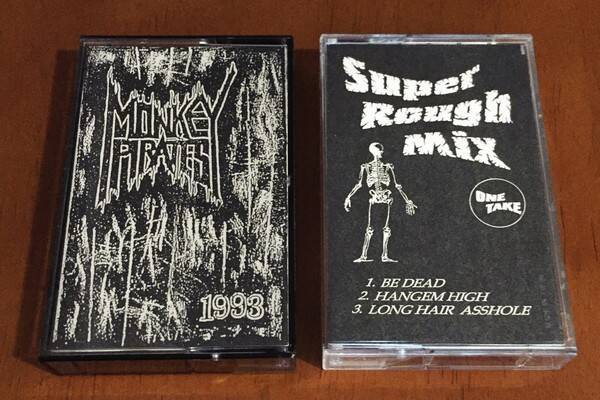 MONKEY
PIRATES
1993
Super
Rough
Mix
ONE
TAKE
1. BE DEAD
2. HANGEM HIGH
3. LONG HAIR ASSHOLE